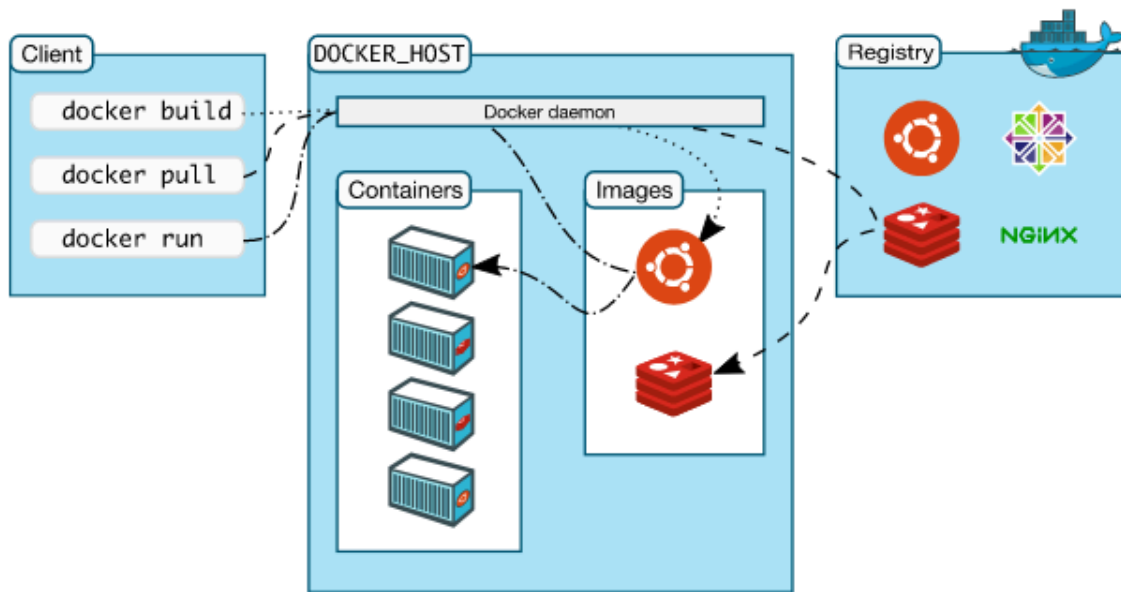 Client
docker build
docker pull
docker run
DOCKER_HOST
Docker daemon
Containers
Images
Registry
NGiNX